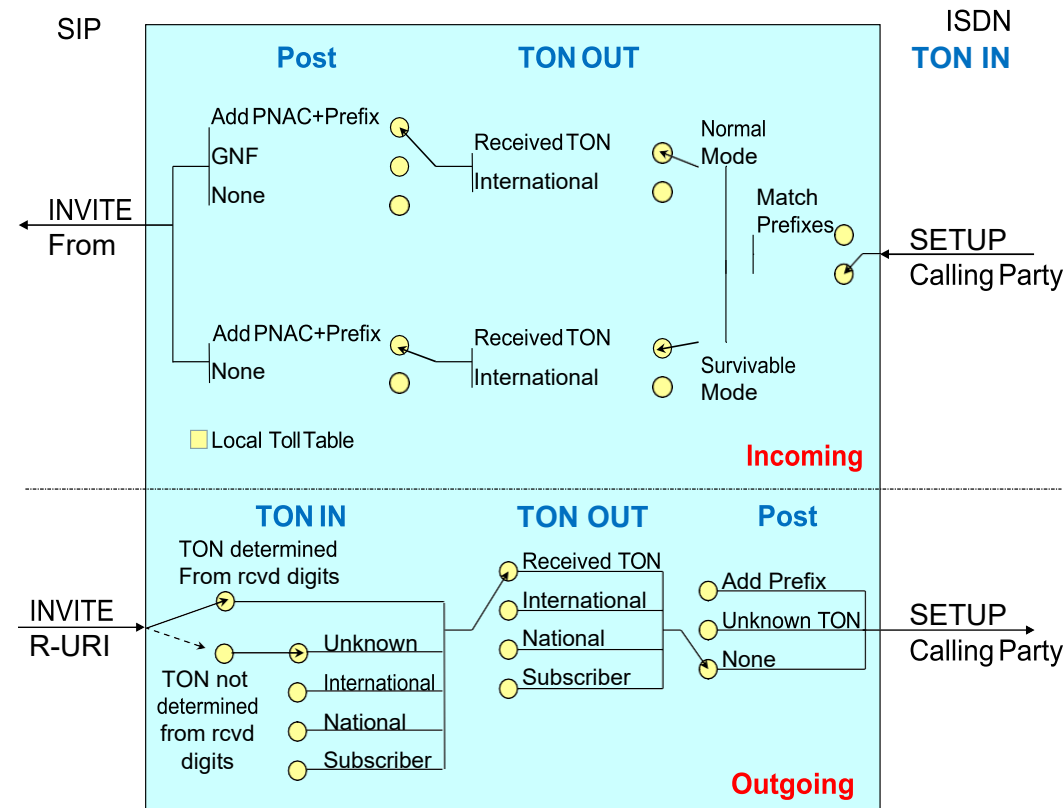 SIP
ISDN
Post
TON OUT
TON IN
Add PNAC+Prefix
GNF
None
Received TON
International
Normal
Mode
Match
Prefixes
INVITE
From
SETUP
Calling Party
Add PNAC+Prefix
None
Received TON
International
Survivable
Mode
Local Toll Table
Incoming
TON IN
TON OUT
Post
TON determined
From rcvd digits
INVITE
R-URI
TON not
determined
from rcvd
digits
Unknown
International
National
Subscriber
Received TON
International
National
Subscriber
Add Prefix
Unknown TON
None
SETUP
Calling Party
Outgoing